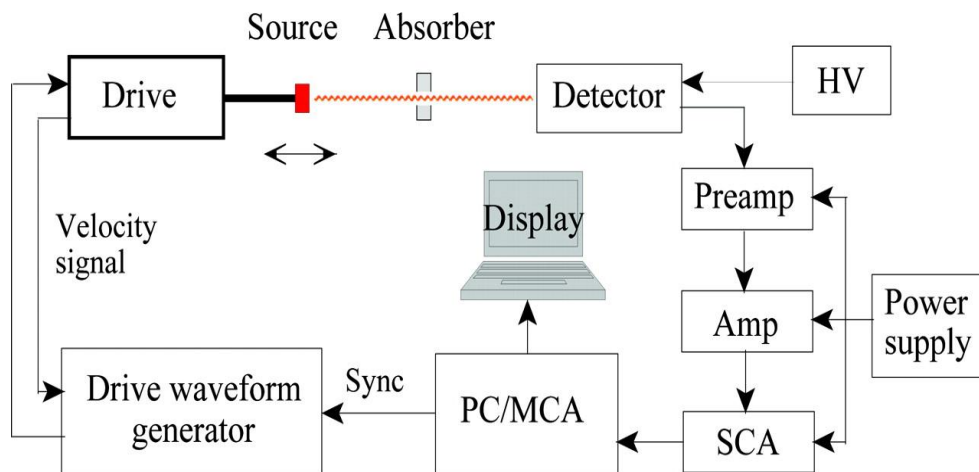 Source
Absorber
Drive
Detector
HV
Preamp
Display
Velocity
signal
Amp
Power
supply
Drive waveform
generator
Sync
PC/MCA
SCA